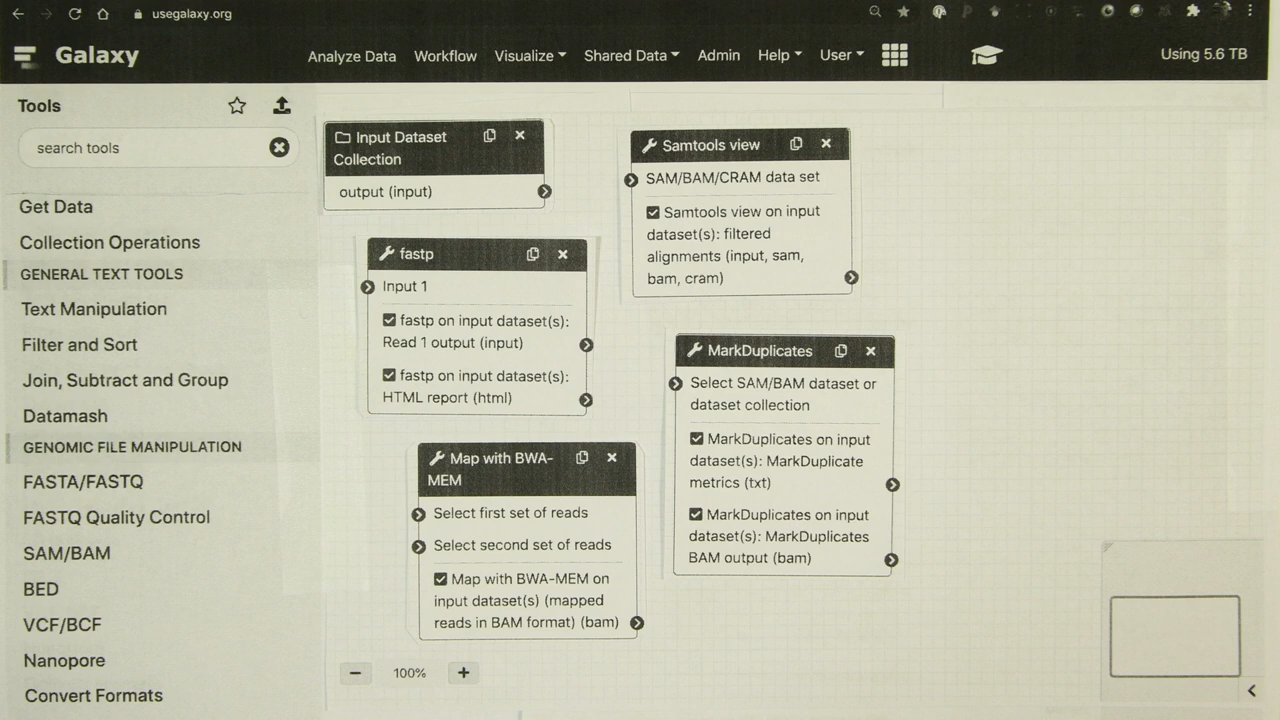 usegalaxy.org
Galaxy
Analyze Data
Workflow
Visualize
Shared Data
Admin
Help
User
Using 5.6 TB
Tools
search tools
Get Data
Collection Operations
GENERAL TEXT TOOLS
Text Manipulation
Filter and Sort
Join, Subtract and Group
Datamash
GENOMIC FILE MANIPULATION
FASTA/FASTQ
FASTQ Quality Control
SAM/BAM
BED
VCF/BCF
Nanopore
Convert Formats
Input Dataset
Collection
output (input)
fastp
Input 1
fastp on input dataset(s):
Read 1 output (input)
fastp on input dataset(s):
HTML report (html)
Map with BWA-
MEM
Select first set of reads
Select second set of reads
Map with BWA-MEM on
input dataset(s) (mapped
reads in BAM format) (bam)
Samtools view
SAM/BAM/CRAM data set
Samtools view on input
dataset(s): filtered
alignments (input, sam,
bam, cram)
MarkDuplicates
Select SAM/BAM dataset or
dataset collection
MarkDuplicates on input
dataset(s): MarkDuplicate
metrics (txt)
MarkDuplicates on input
dataset(s): MarkDuplicates
BAM output (bam)
100%